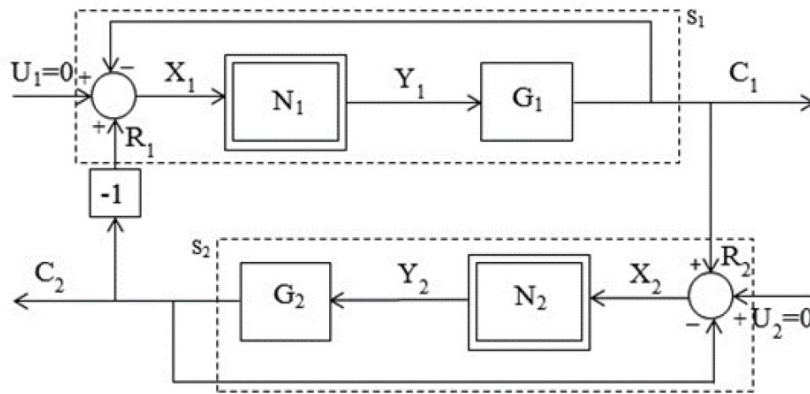 S₁
U₁=0 + − + X₁ N₁ Y₁ G₁ C₁
R₁
-1
S₂
C₂ G₂ Y₂ N₂ X₂ + R₂
− + U₂=0